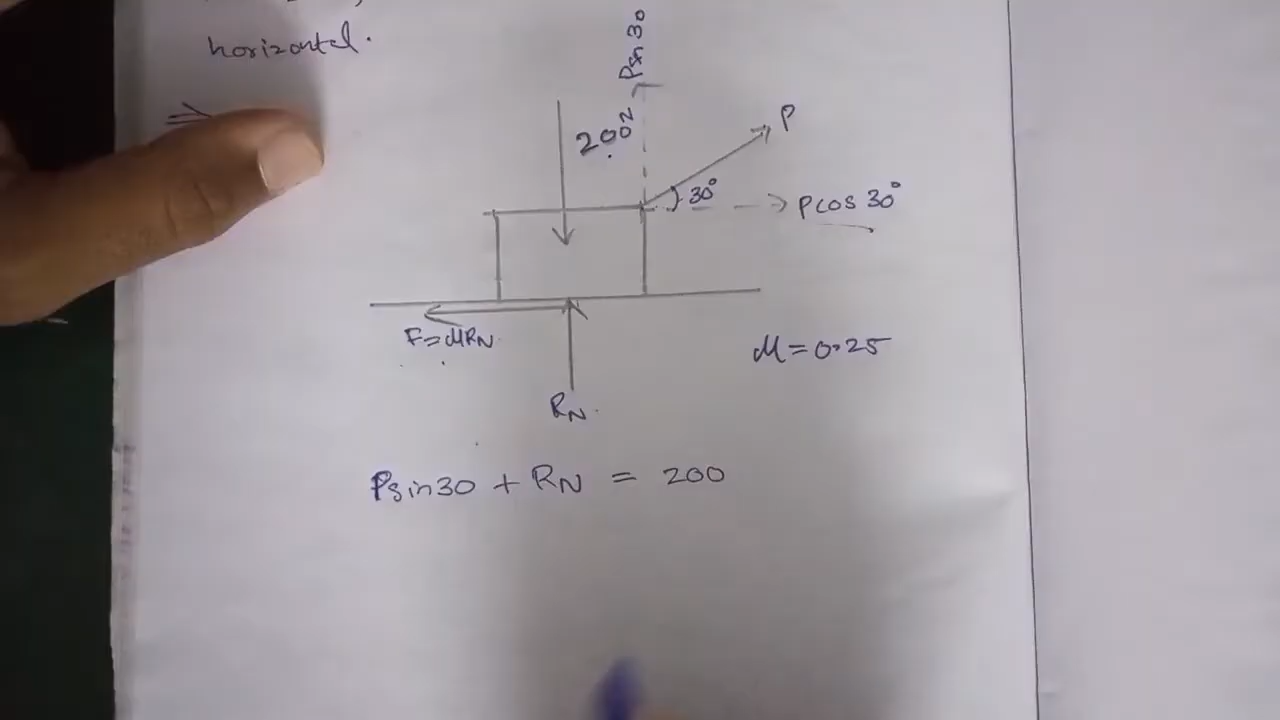 horizontal.
Psin 30
200N
P
30°
Pcos 30°
F=μRN
μ=0.25
RN.
Psin30 + RN = 200